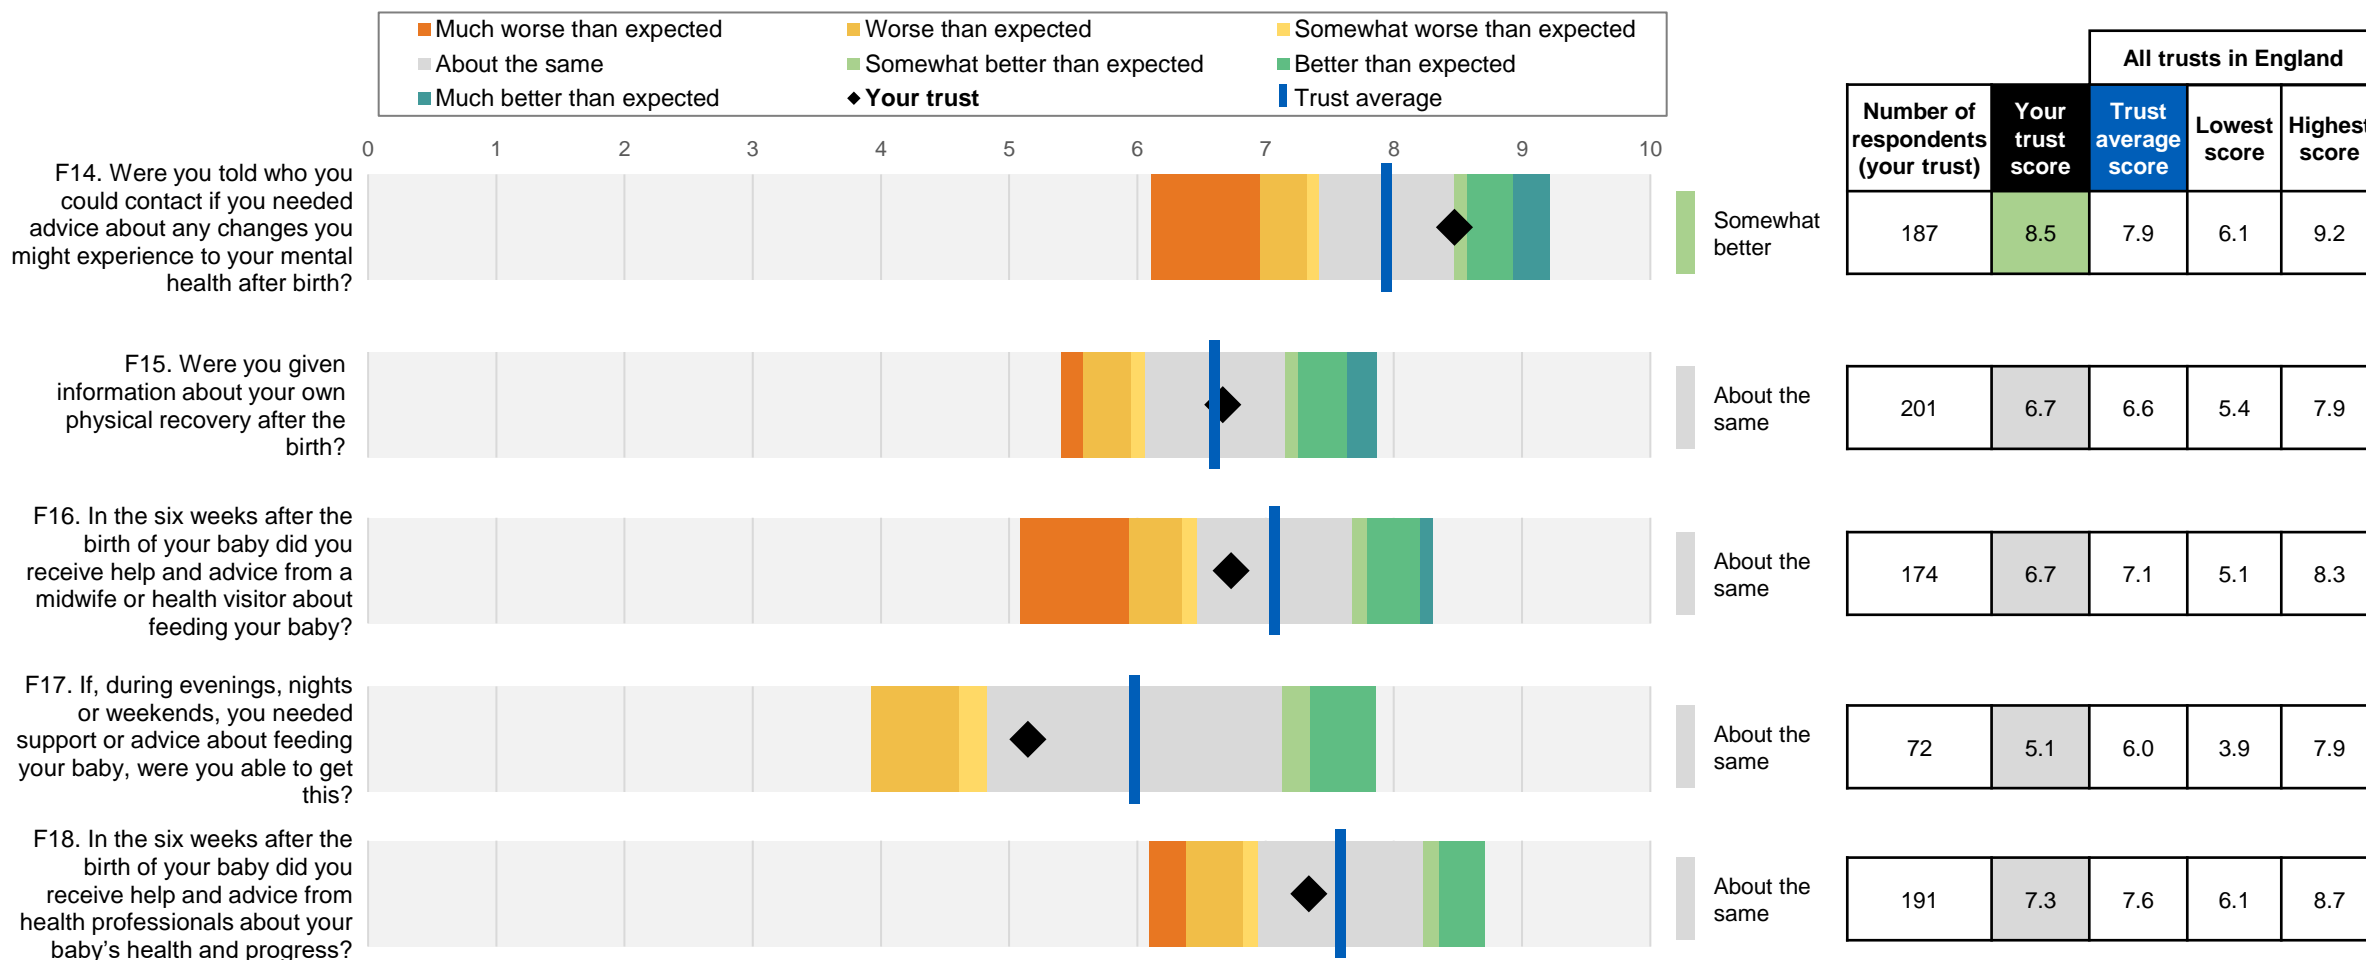 Much worse than expected
Worse than expected
Somewhat worse than expected
About the same
Somewhat better than expected
Better than expected
Much better than expected
Your trust
Trust average
All trusts in England
Number of
respondents
(your trust)
Your
trust
score
Trust
average
score
Lowest
score
Highest
score
0 1 2 3 4 5 6 7 8 9 10
F14. Were you told who you
could contact if you needed
advice about any changes you
might experience to your mental
health after birth?
Somewhat
better
187 8.5 7.9 6.1 9.2
F15. Were you given
information about your own
physical recovery after the
birth?
About the
same
201 6.7 6.6 5.4 7.9
F16. In the six weeks after the
birth of your baby did you
receive help and advice from a
midwife or health visitor about
feeding your baby?
About the
same
174 6.7 7.1 5.1 8.3
F17. If, during evenings, nights
or weekends, you needed
support or advice about feeding
your baby, were you able to get
this?
About the
same
72 5.1 6.0 3.9 7.9
F18. In the six weeks after the
birth of your baby did you
receive help and advice from
health professionals about your
baby’s health and progress?
About the
same
191 7.3 7.6 6.1 8.7